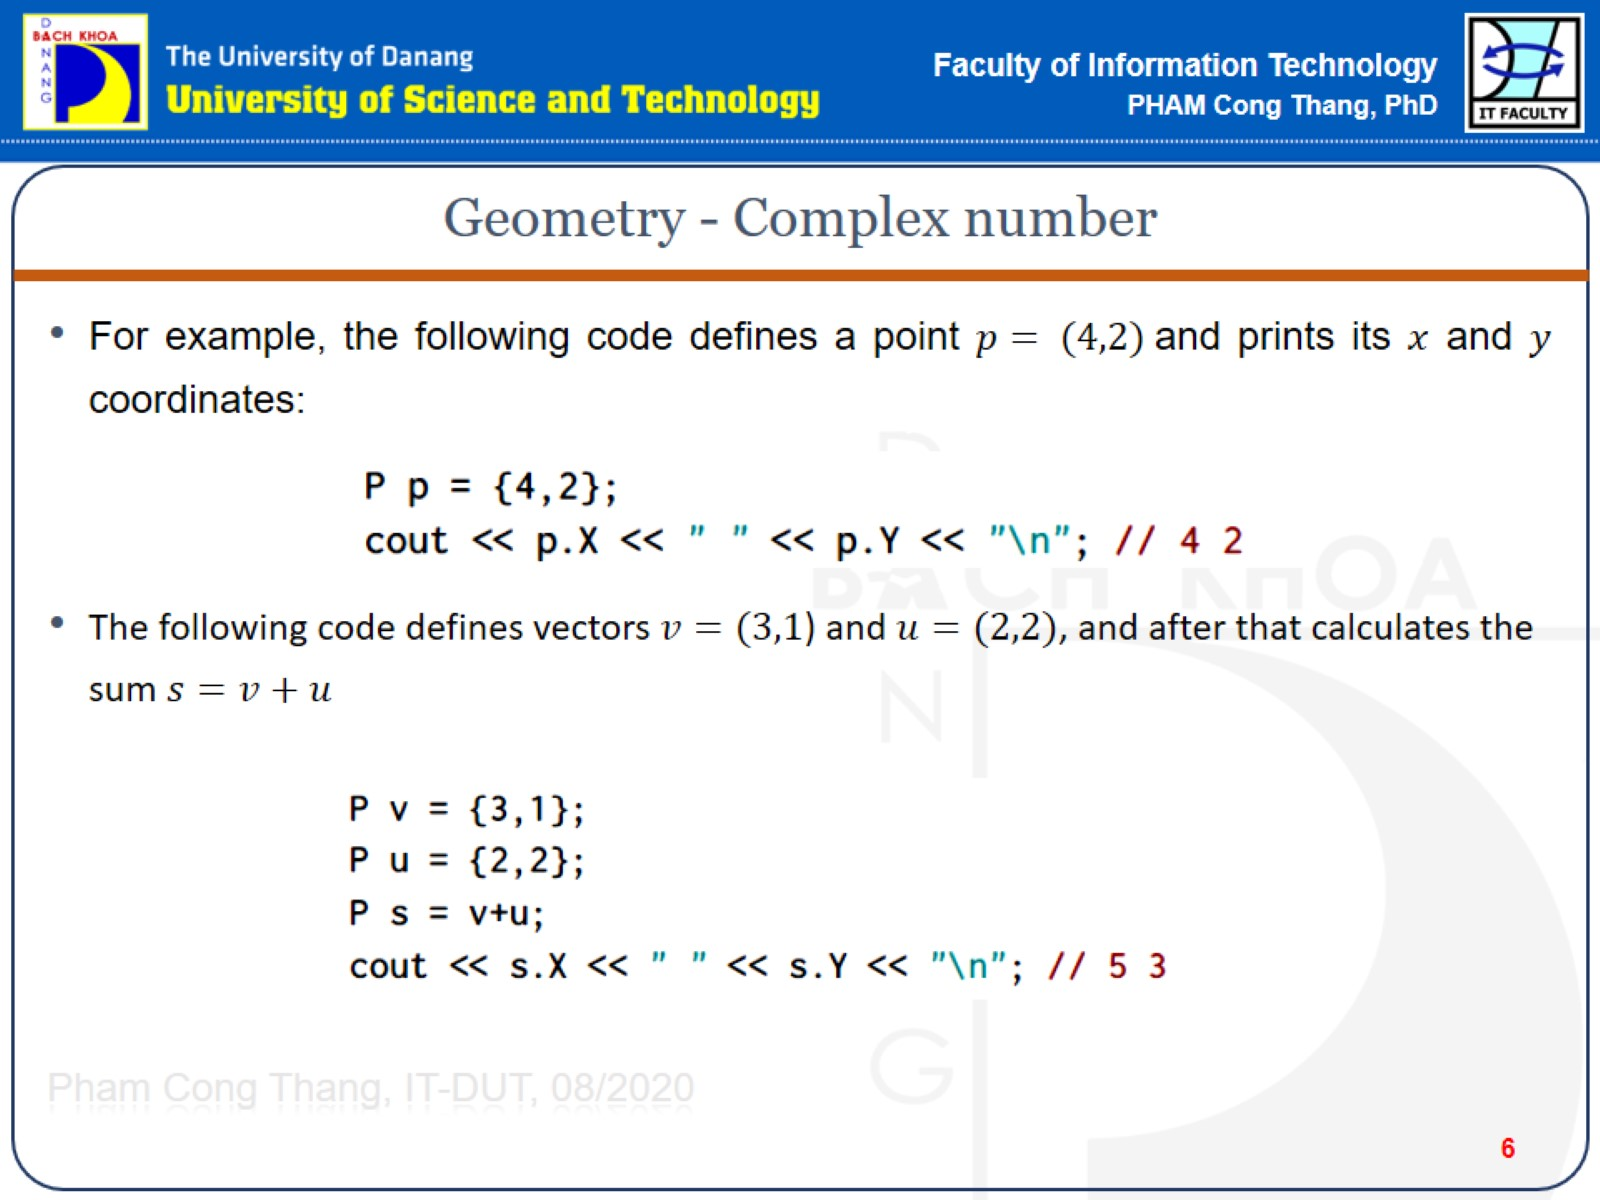 D
BACH KHOA
N
A
N
G
The University of Danang
University of Science and Technology
Faculty of Information Technology
PHAM Cong Thang, PhD
IT FACULTY
Geometry - Complex number
• For example, the following code defines a point p = (4,2) and prints its x and y
coordinates:
P p = {4,2};
cout << p.X << " " << p.Y << "\n"; // 4 2
• The following code defines vectors v = (3,1) and u = (2,2), and after that calculates the
sum s = v + u
P v = {3,1};
P u = {2,2};
P s = v+u;
cout << s.X << " " << s.Y << "\n"; // 5 3
D
BACH KHOA
N
G
Pham Cong Thang, IT-DUT, 08/2020
6